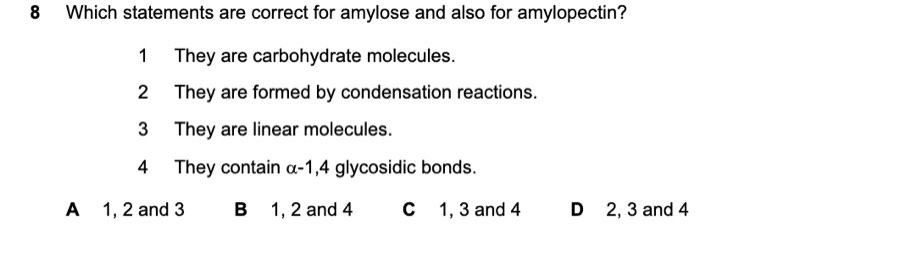 8 Which statements are correct for amylose and also for amylopectin?
1 They are carbohydrate molecules.
2 They are formed by condensation reactions.
3 They are linear molecules.
4 They contain α-1,4 glycosidic bonds.
A 1, 2 and 3 B 1, 2 and 4 C 1, 3 and 4 D 2, 3 and 4